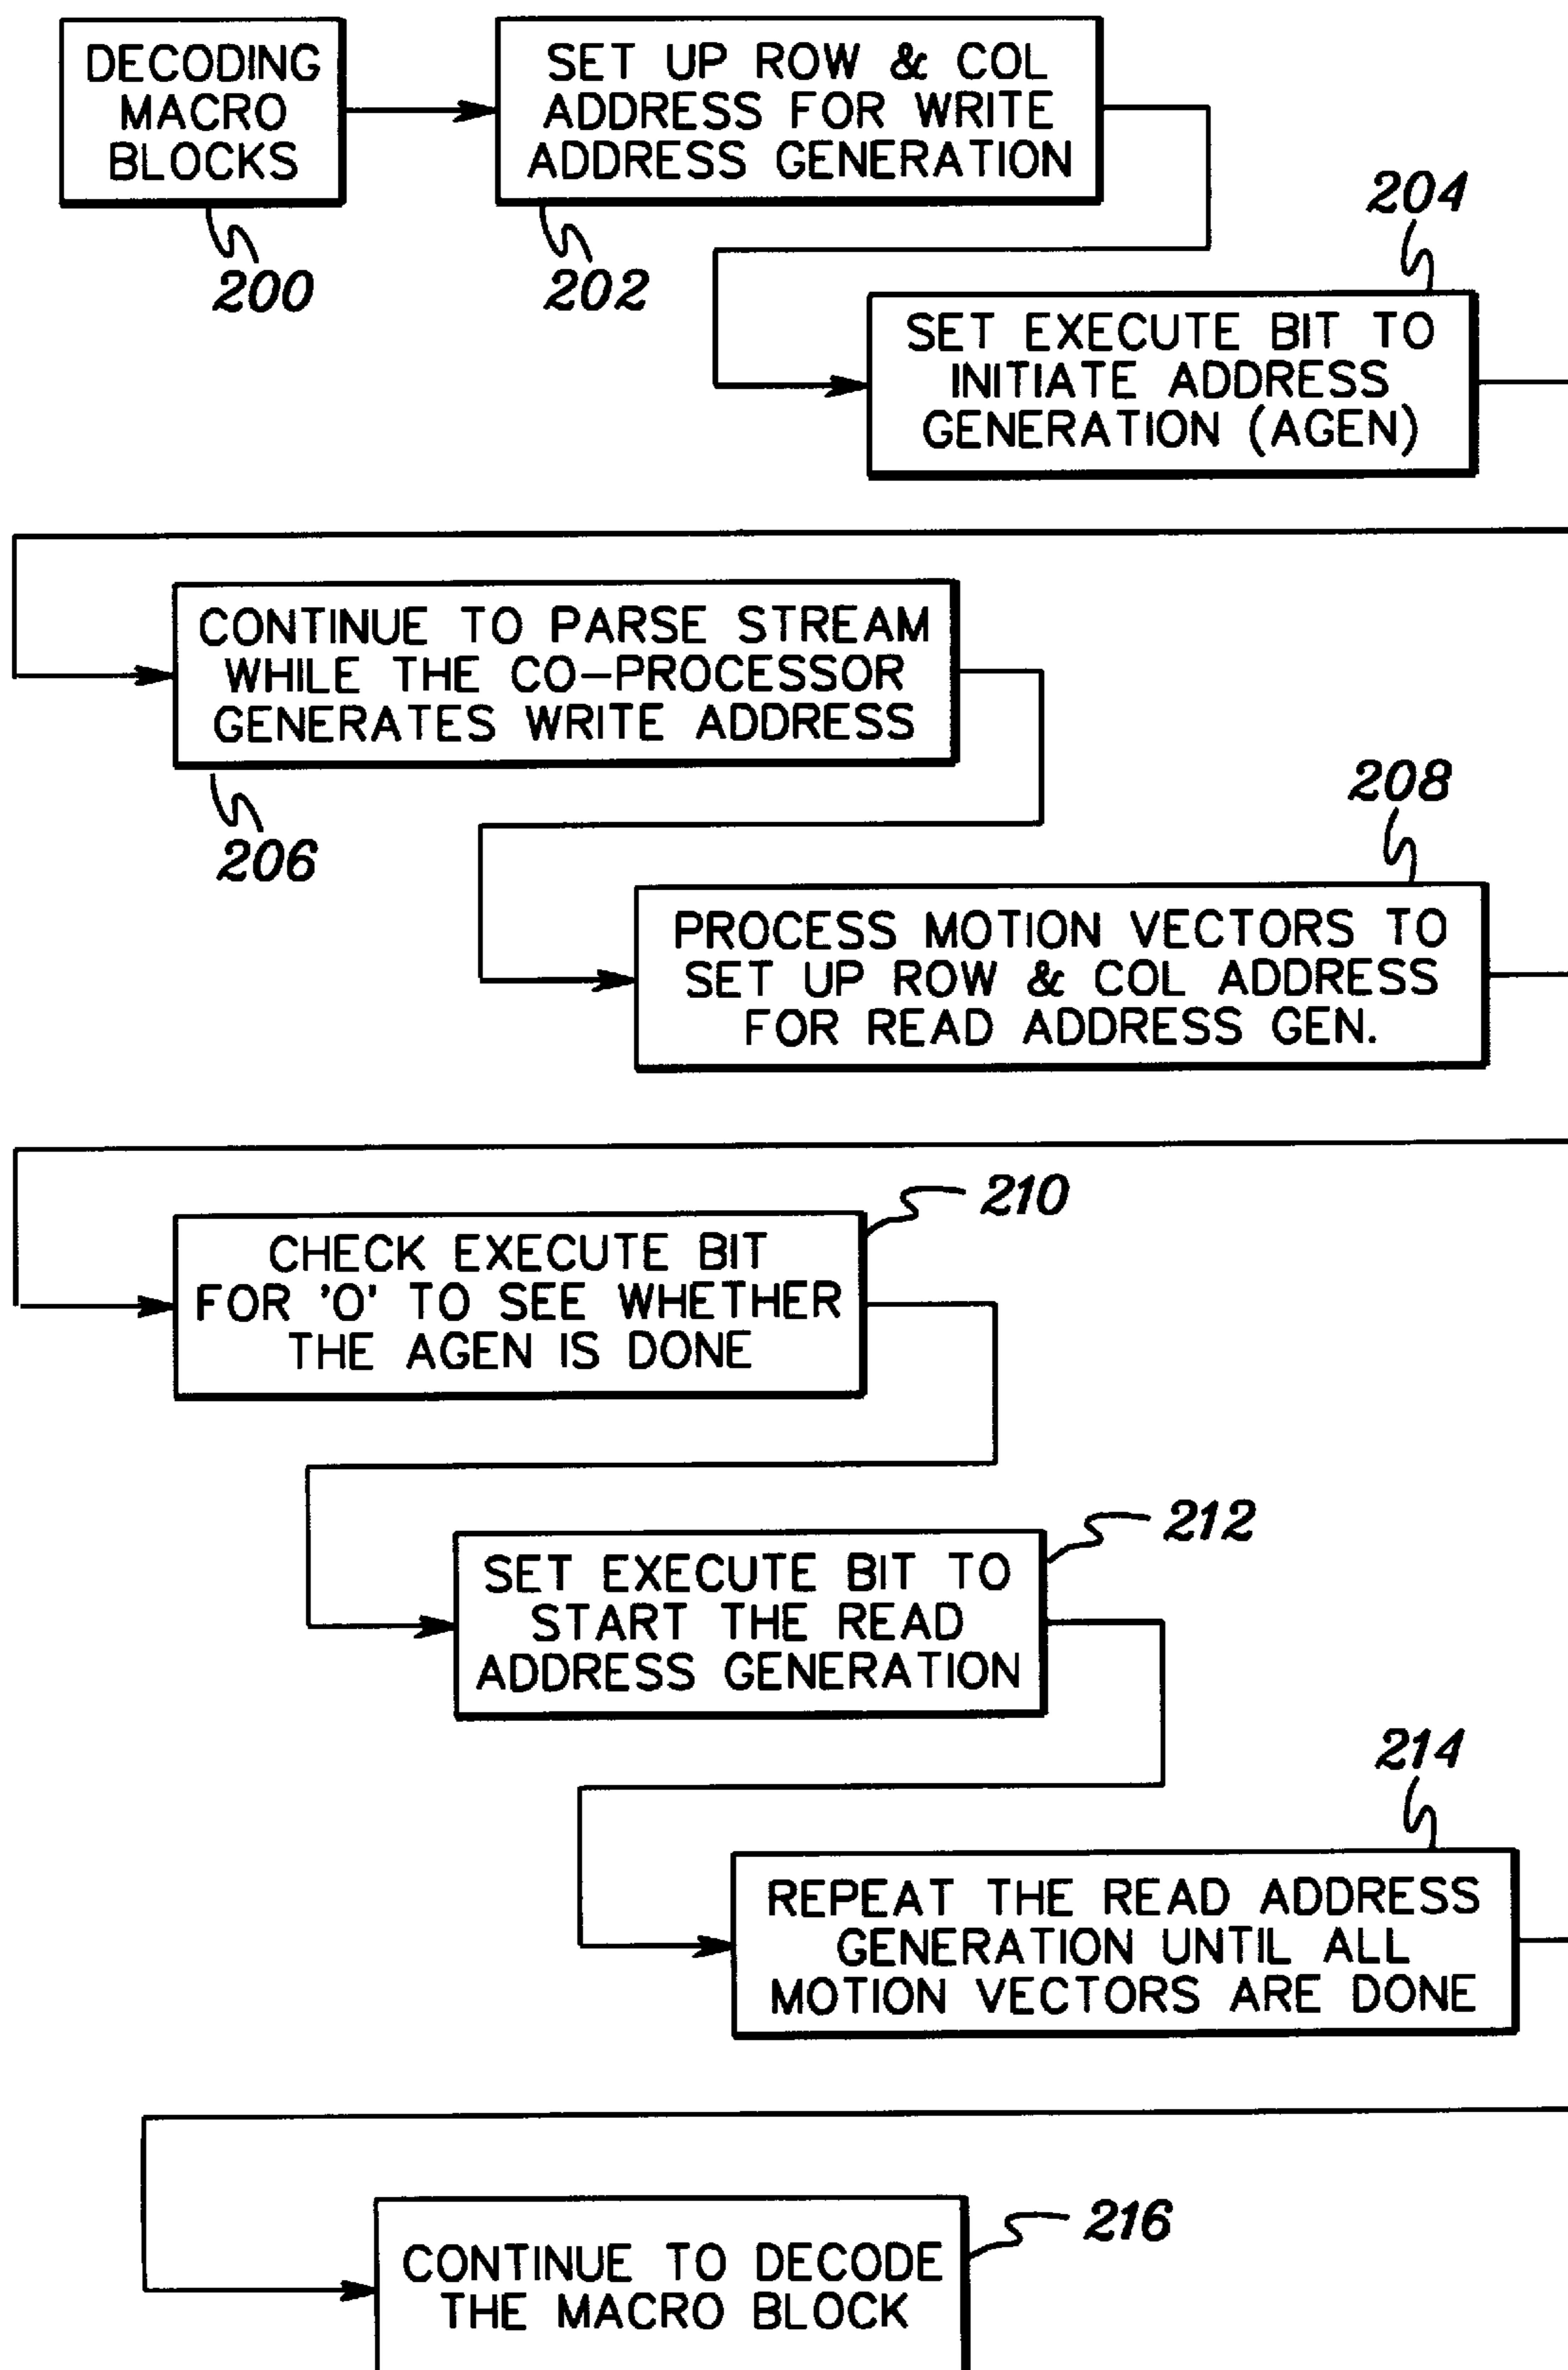 DECODING
MACRO
BLOCKS
200
SET UP ROW & COL
ADDRESS FOR WRITE
ADDRESS GENERATION
202
204
SET EXECUTE BIT TO
INITIATE ADDRESS
GENERATION (AGEN)
CONTINUE TO PARSE STREAM
WHILE THE CO-PROCESSOR
GENERATES WRITE ADDRESS
206
208
PROCESS MOTION VECTORS TO
SET UP ROW & COL ADDRESS
FOR READ ADDRESS GEN.
210
CHECK EXECUTE BIT
FOR 'O' TO SEE WHETHER
THE AGEN IS DONE
212
SET EXECUTE BIT TO
START THE READ
ADDRESS GENERATION
214
REPEAT THE READ ADDRESS
GENERATION UNTIL ALL
MOTION VECTORS ARE DONE
216
CONTINUE TO DECODE
THE MACRO BLOCK